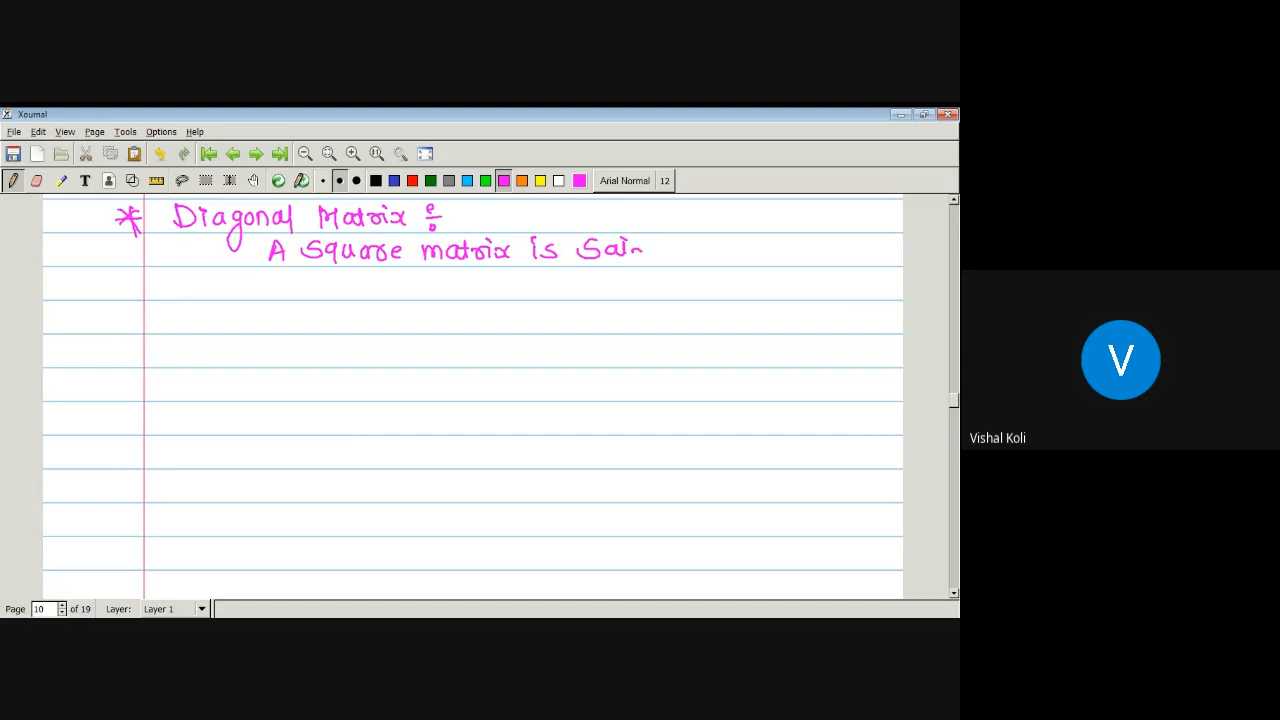 Xournal
File Edit View Page Tools Options Help
Arial Normal 12
* Diagonal Matrix :-
A Square matrix is Sai
V
Vishal Koli
Page 10 of 19 Layer: Layer 1